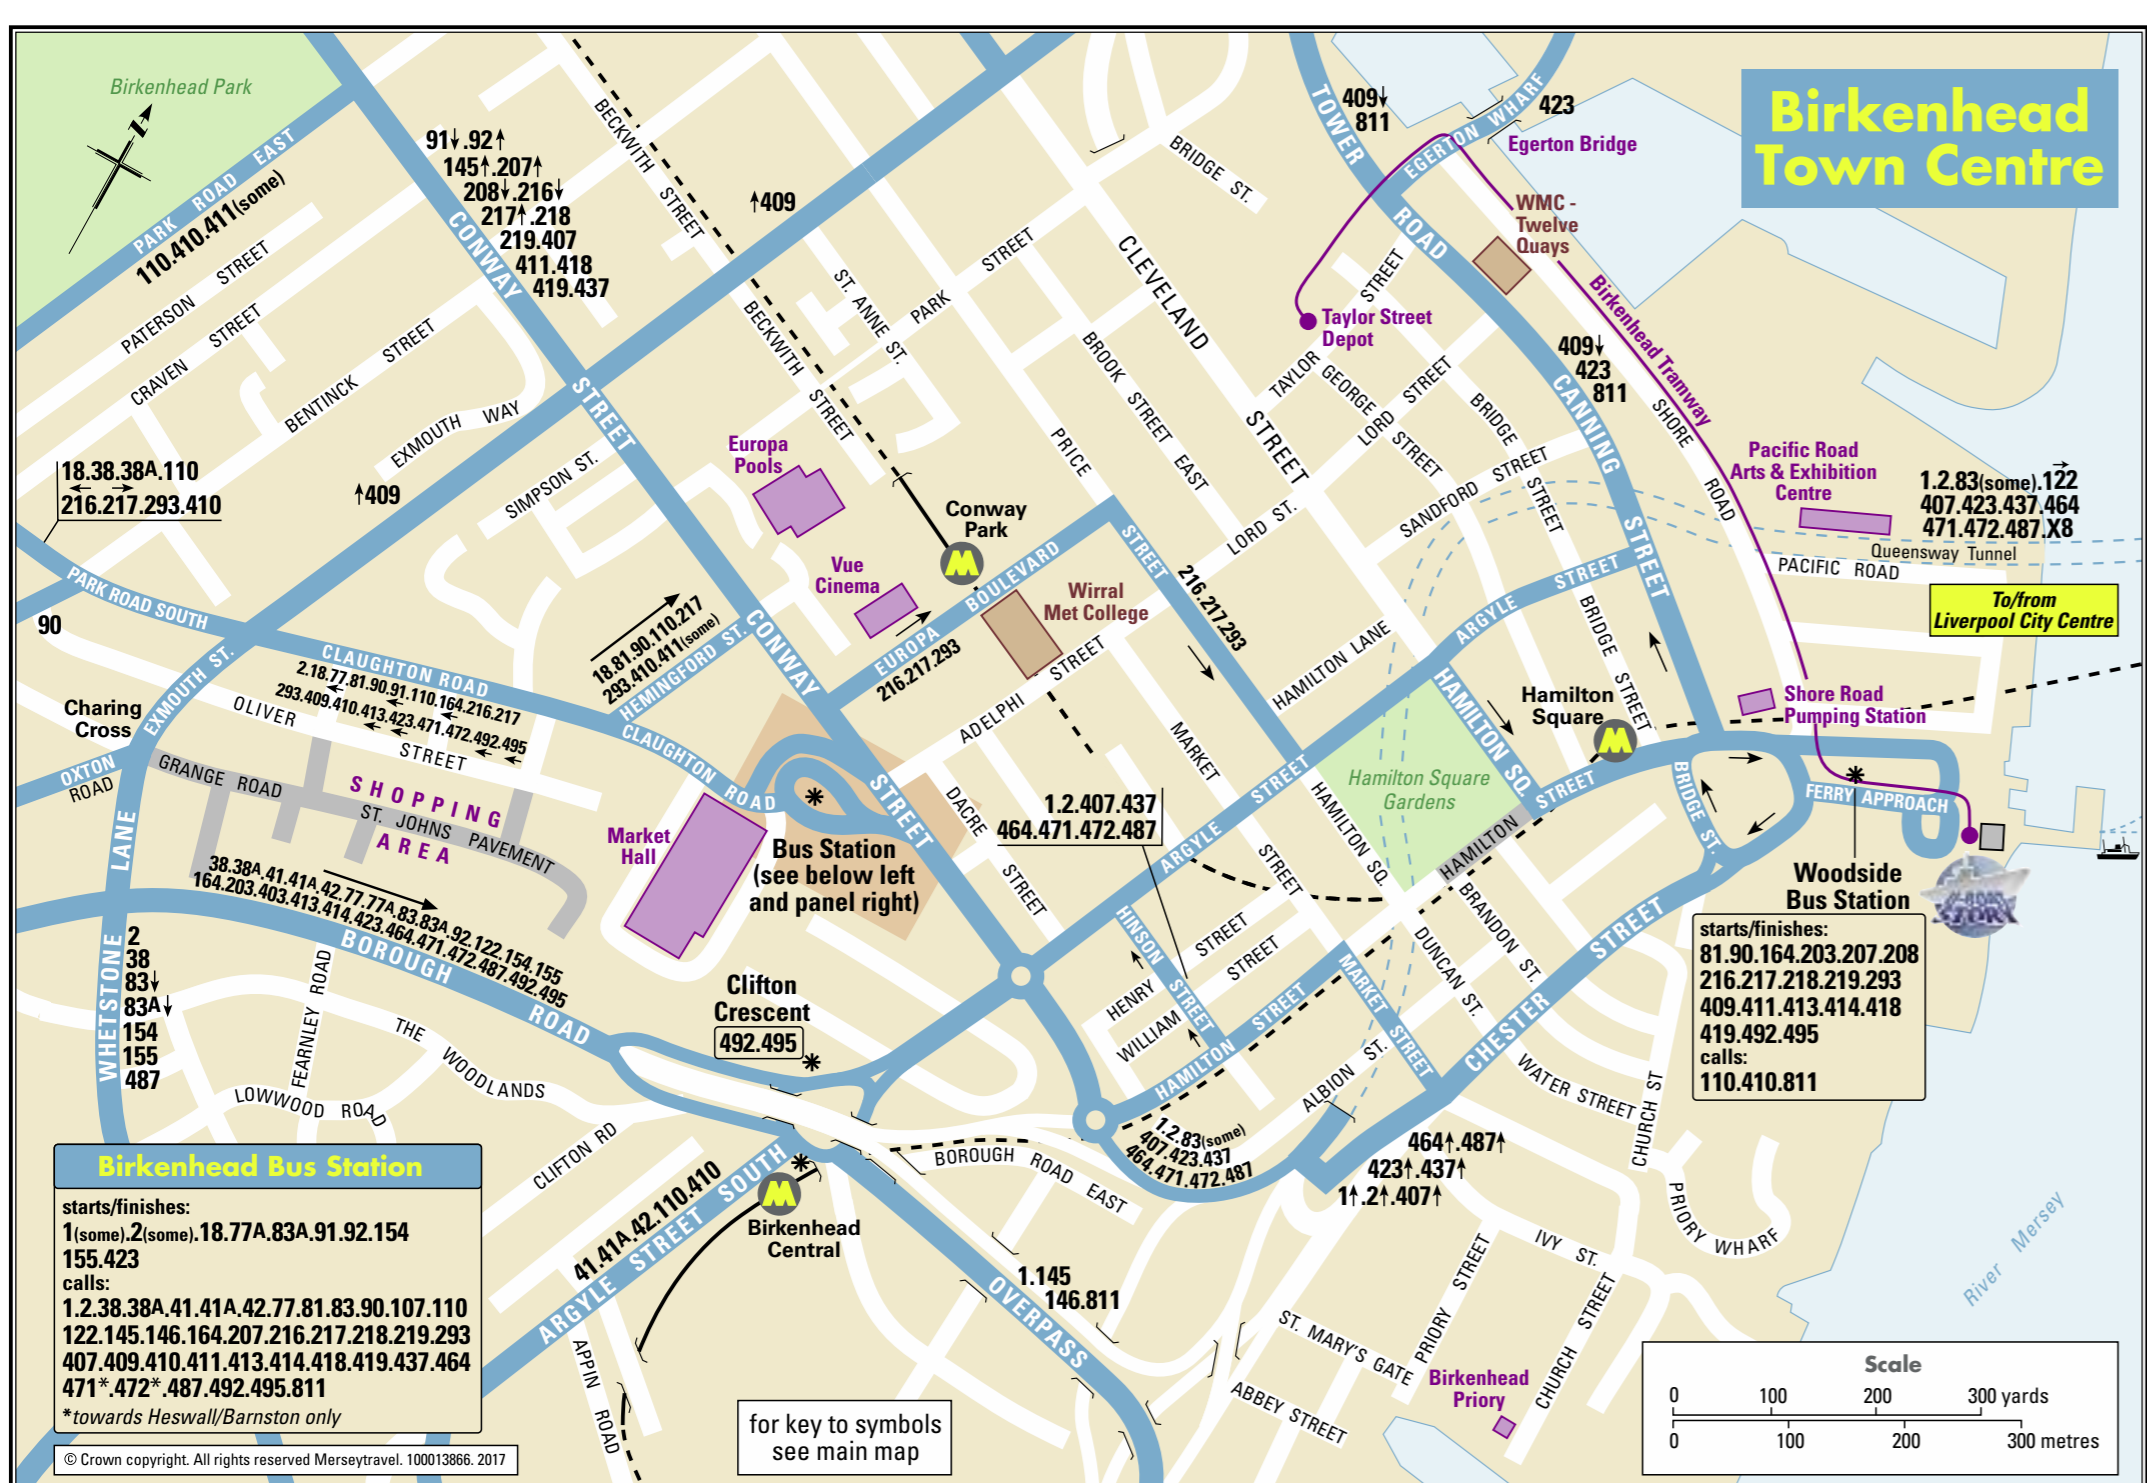 Birkenhead
Town Centre
Birkenhead Park
N
PARK ROAD EAST
110.410.411(some)
PATERSON STREET
CRAVEN STREET
BENTINCK STREET
EXMOUTH WAY
SIMPSON ST.
91↓.92↑
145↑.207↑
208↓.216↓
217↑.218
219.407
411.418
419.437
CONWAY STREET
BECKWITH STREET
BECKWITH STREET
↑409
↑409
ST. ANNE ST.
PARK STREET
BRIDGE ST.
CLEVELAND STREET
BROOK STREET EAST
PRICE STREET
TOWER ROAD
409↓
811
EGERTON WHARF
423
Egerton Bridge
WMC -
Twelve
Quays
Birkenhead Tramway
Taylor Street
Depot
TAYLOR STREET
GEORGE STREET
LORD STREET
BRIDGE STREET
SANDFORD STREET
LORD ST.
409↓
423
811
CANNING STREET
SHORE ROAD
Pacific Road
Arts & Exhibition
Centre
1.2.83(some).122
407.423.437.464
471.472.487.X8
Queensway Tunnel
PACIFIC ROAD
To/from
Liverpool City Centre
18.38.38A.110
216.217.293.410
90
PARK ROAD SOUTH
CLAUGHTON ROAD
2.18.77.81.90.91.110.164.216.217
293.409.410.413.423.471.472.492.495
EXMOUTH ST.
OLIVER STREET
Charing
Cross
OXTON
ROAD
GRANGE ROAD
SHOPPING
AREA
ST. JOHNS PAVEMENT
18.81.90.110.217
293.410.411(some)
HEMINGFORD ST.
CLAUGHTON ROAD
Europa
Pools
Vue
Cinema
Conway
Park
M
EUROPA BOULEVARD
216.217.293
Wirral
Met College
216.217.293
CONWAY STREET
ADELPHI STREET
HAMILTON LANE
ARGYLE STREET
BRIDGE STREET
Hamilton
Square
M
Shore Road
Pumping Station
HAMILTON SQ.
Hamilton Square
Gardens
HAMILTON STREET
HAMILTON SQ.
MARKET STREET
DACRE STREET
1.2.407.437
464.471.472.487
ARGYLE STREET
Market
Hall
Bus Station
(see below left
and panel right)
BRIDGE ST.
FERRY APPROACH
Woodside
Bus Station
starts/finishes:
81.90.164.203.207.208
216.217.218.219.293
409.411.413.414.418
419.492.495
calls:
110.410.811
U-BOAT
STORY
WHETSTONE LANE
2
38
83↓
83A↓
154
155
487
38.38A.41.41A.42.77.77A.83.83A.92.122.154.155
164.203.403.413.414.423.464.471.472.487.492.495
BOROUGH ROAD
FEARNLEY ROAD
THE WOODLANDS
LOWWOOD ROAD
CLIFTON RD
Clifton
Crescent
492.495
HINSON STREET
HENRY STREET
WILLIAM STREET
HAMILTON STREET
MARKET STREET
DUNCAN ST.
BRANDON ST.
CHESTER STREET
ALBION ST.
WATER STREET
CHURCH ST
PRIORY WHARF
1.2.83(some)
407.423.437
464.471.472.487
464↑.487↑
423↑.437↑
1↑.2↑.407↑
BOROUGH ROAD EAST
M
Birkenhead
Central
41.41A.42.110.410
ARGYLE STREET SOUTH
APPIN ROAD
1.145
146.811
OVERPASS
IVY ST.
PRIORY STREET
CHURCH STREET
ST. MARY'S GATE
ABBEY STREET
Birkenhead
Priory
River Mersey
Birkenhead Bus Station
starts/finishes:
1(some).2(some).18.77A.83A.91.92.154
155.423
calls:
1.2.38.38A.41.41A.42.77.81.83.90.107.110
122.145.146.164.207.216.217.218.219.293
407.409.410.411.413.414.418.419.437.464
471*.472*.487.492.495.811
*towards Heswall/Barnston only
© Crown copyright. All rights reserved Merseytravel. 100013866. 2017
for key to symbols
see main map
Scale
0 100 200 300 yards
0 100 200 300 metres